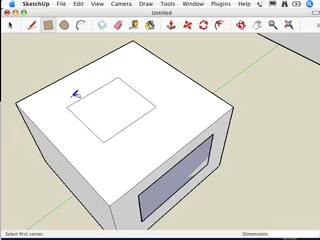 SketchUp File Edit View Camera Draw Tools Window Plugins Help
Untitled
Select first corner.
Dimensions